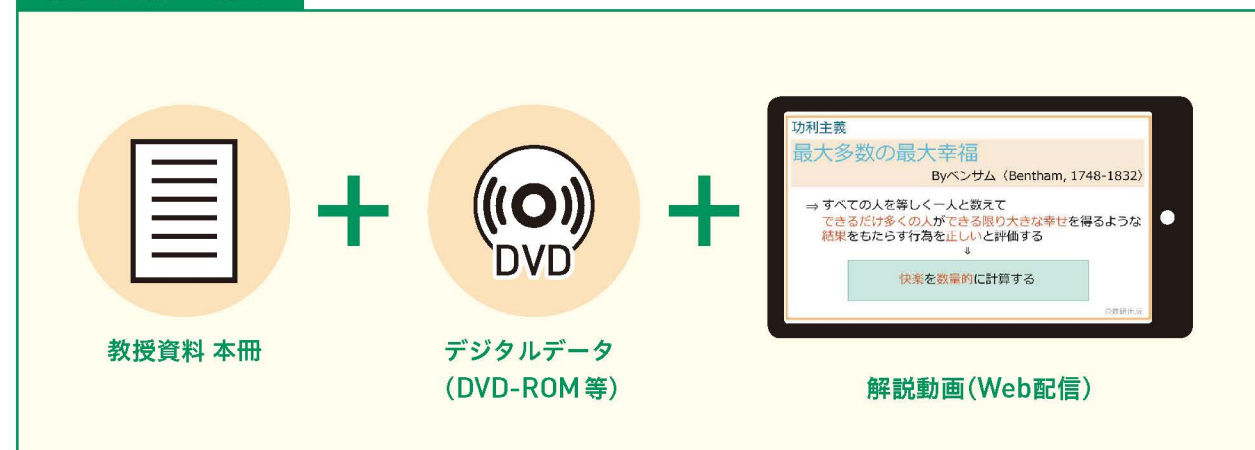 功利主義
最大多数の最大幸福
Byベンサム（Bentham, 1748-1832）
⇒ すべての人を等しく一人と数えて
できるだけ多くの人ができる限り大きな幸せを得るような
結果をもたらす行為を正しいと評価する
⇓
快楽を数量的に計算する
©数研出版
DVD
教授資料 本冊
デジタルデータ
（DVD-ROM等）
解説動画(Web配信)